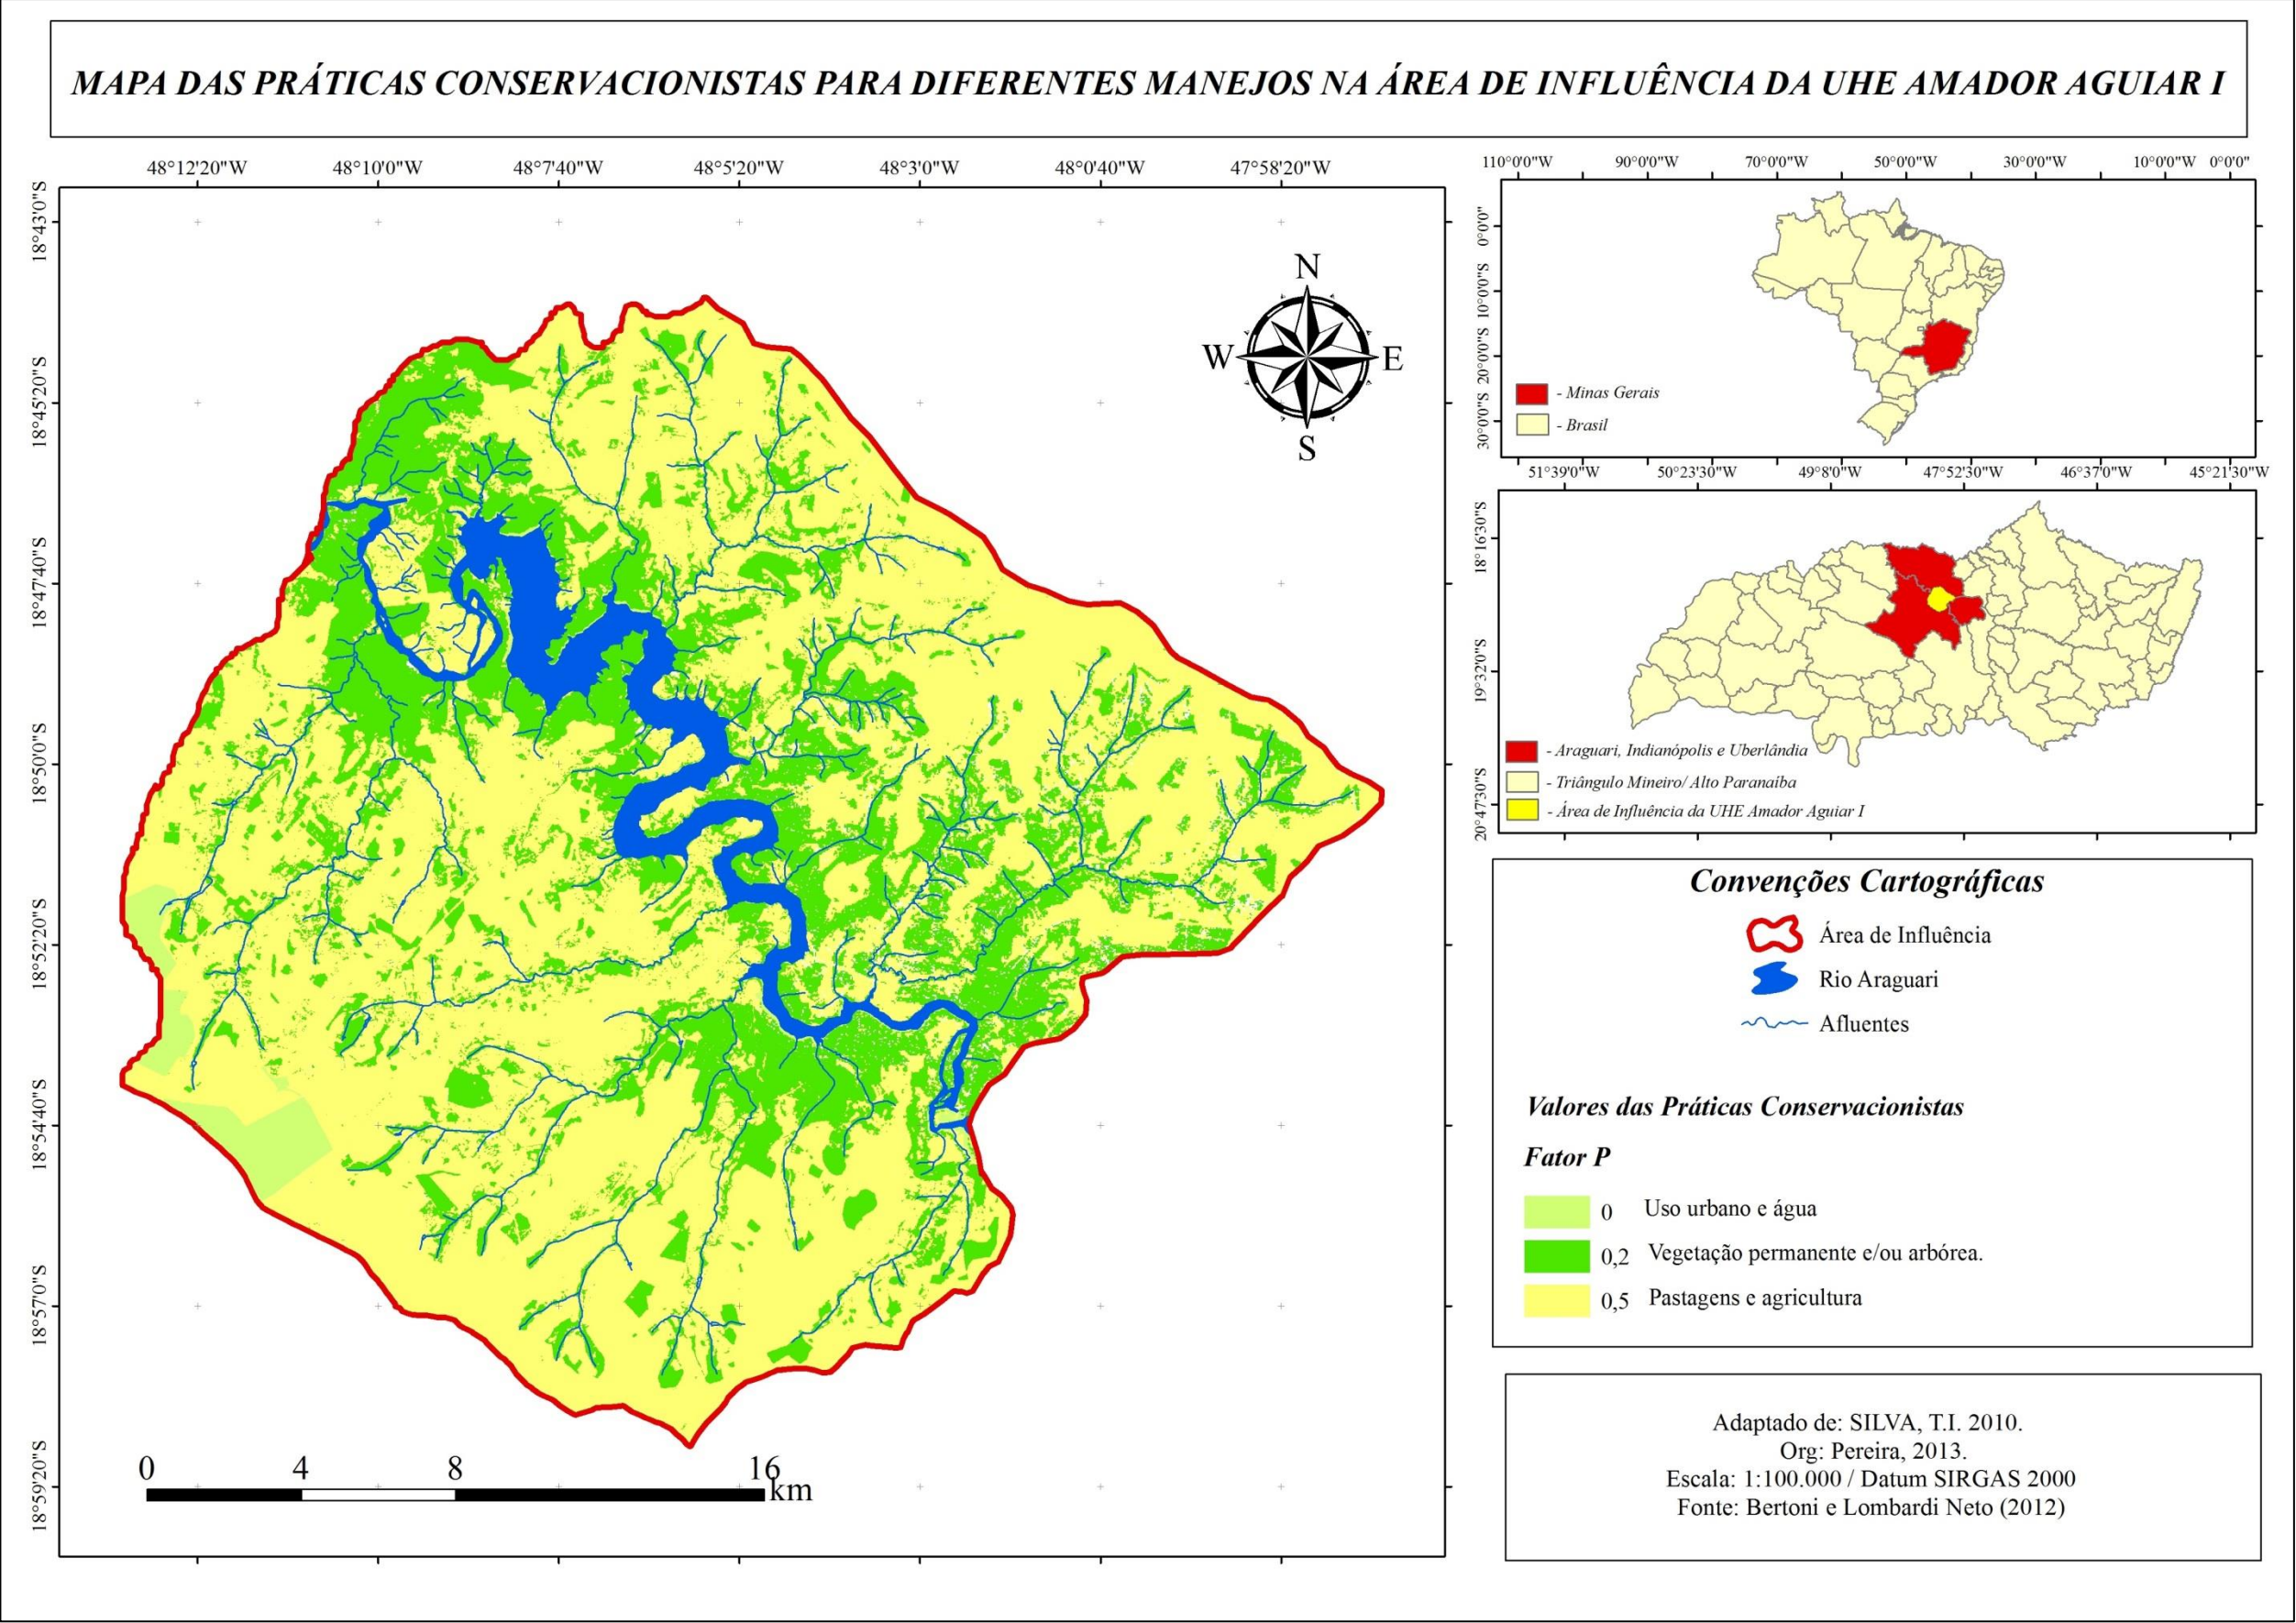 MAPA DAS PRÁTICAS CONSERVACIONISTAS PARA DIFERENTES MANEJOS NA ÁREA DE INFLUÊNCIA DA UHE AMADOR AGUIAR I
48°12'20"W 48°10'0"W 48°7'40"W 48°5'20"W 48°3'0"W 48°0'40"W 47°58'20"W
18°43'0"S
18°45'20"S
18°47'40"S
18°50'0"S
18°52'20"S
18°54'40"S
18°57'0"S
18°59'20"S
N
W E
S
0 4 8 16
km
110°0'0"W 90°0'0"W 70°0'0"W 50°0'0"W 30°0'0"W 10°0'0"W 0°0'0"
0°0'0"
10°0'0"S
20°0'0"S
30°0'0"S
- Minas Gerais
- Brasil
51°39'0"W 50°23'30"W 49°8'0"W 47°52'30"W 46°37'0"W 45°21'30"W
18°16'30"S
19°32'0"S
20°47'30"S
- Araguari, Indianópolis e Uberlândia
- Triângulo Mineiro/ Alto Paranaíba
- Área de Influência da UHE Amador Aguiar I
Convenções Cartográficas
Área de Influência
Rio Araguari
Afluentes
Valores das Práticas Conservacionistas
Fator P
0 Uso urbano e água
0,2 Vegetação permanente e/ou arbórea.
0,5 Pastagens e agricultura
Adaptado de: SILVA, T.I. 2010.
Org: Pereira, 2013.
Escala: 1:100.000 / Datum SIRGAS 2000
Fonte: Bertoni e Lombardi Neto (2012)